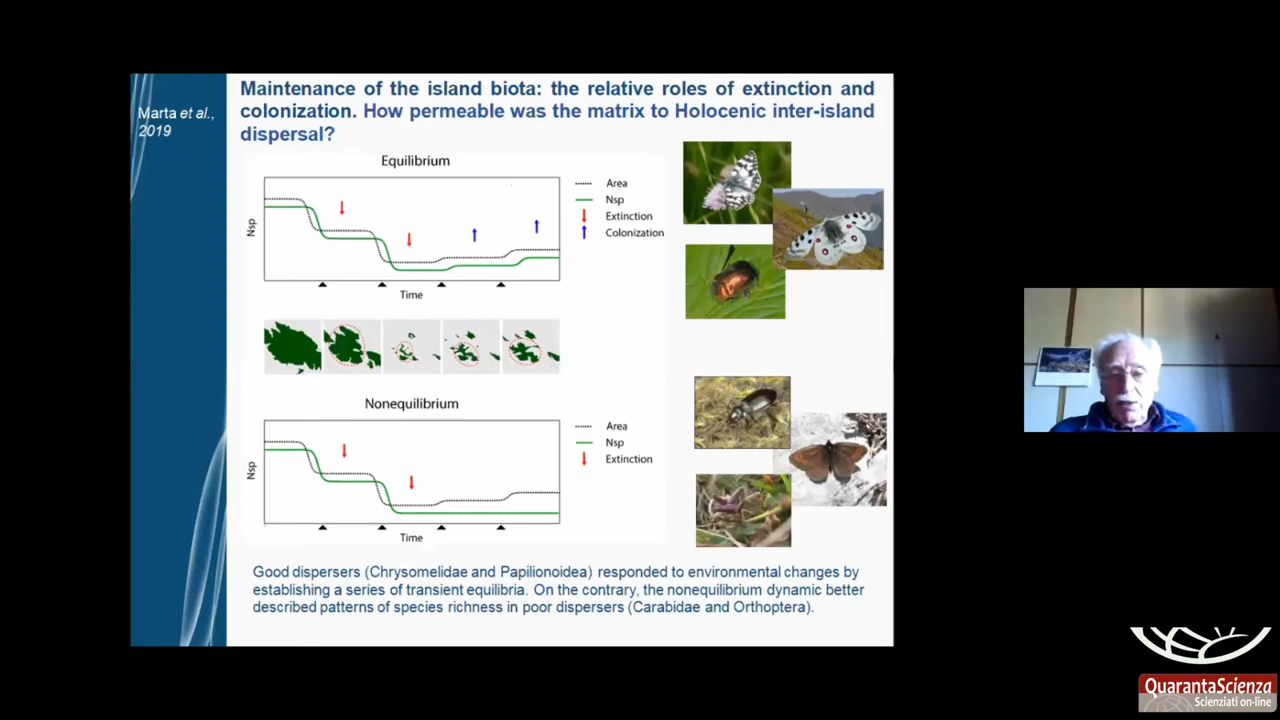 Marta et al.,
2019
Maintenance of the island biota: the relative roles of extinction and
colonization. How permeable was the matrix to Holocenic inter-island
dispersal?
Equilibrium
Nsp
Area
Nsp
Extinction
Colonization
Time
Nonequilibrium
Nsp
Area
Nsp
Extinction
Time
Good dispersers (Chrysomelidae and Papilionoidea) responded to environmental changes by
establishing a series of transient equilibria. On the contrary, the nonequilibrium dynamic better
described patterns of species richness in poor dispersers (Carabidae and Orthoptera).
QuarantaScienza
Scienziati on-line